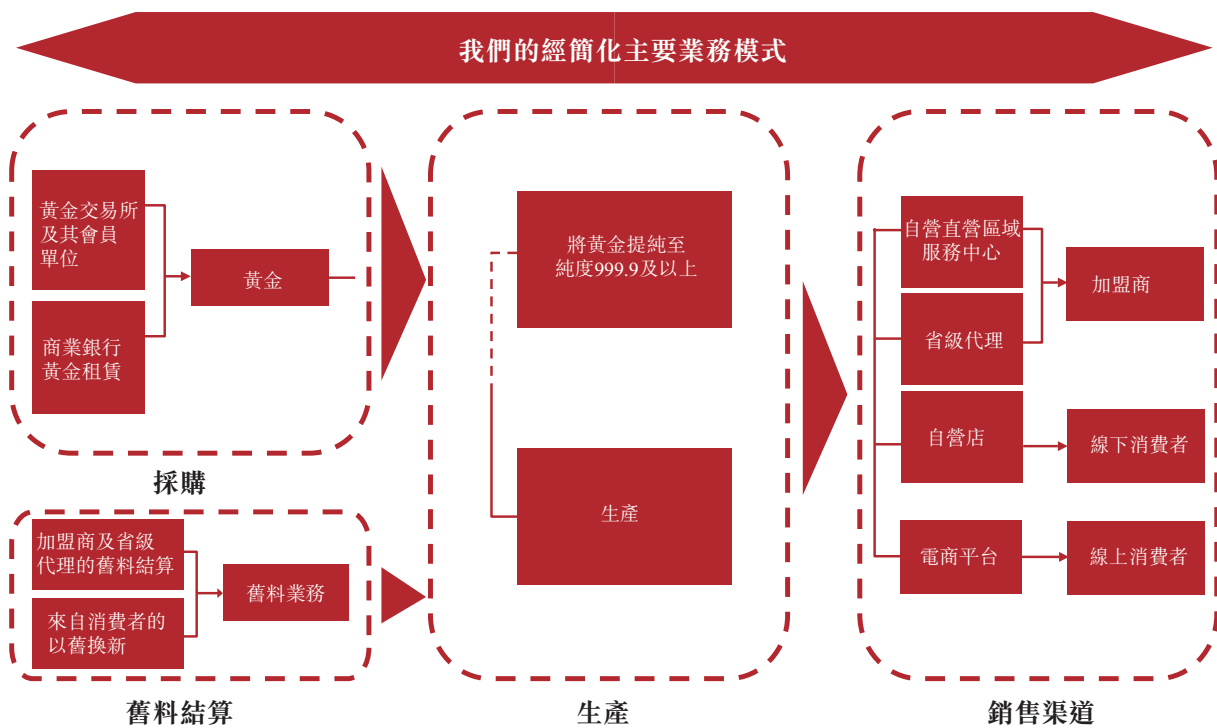 我們的經簡化主要業務模式
黃金交易所
及其會員
單位
商業銀行
黃金租賃
黃金
採購
加盟商及省級
代理的舊料結算
來自消費者的
以舊換新
舊料業務
舊料結算
將黃金提純至
純度999.9及以上
生產
生產
自營直營區域
服務中心
省級代理
加盟商
自營店
線下消費者
電商平台
線上消費者
銷售渠道